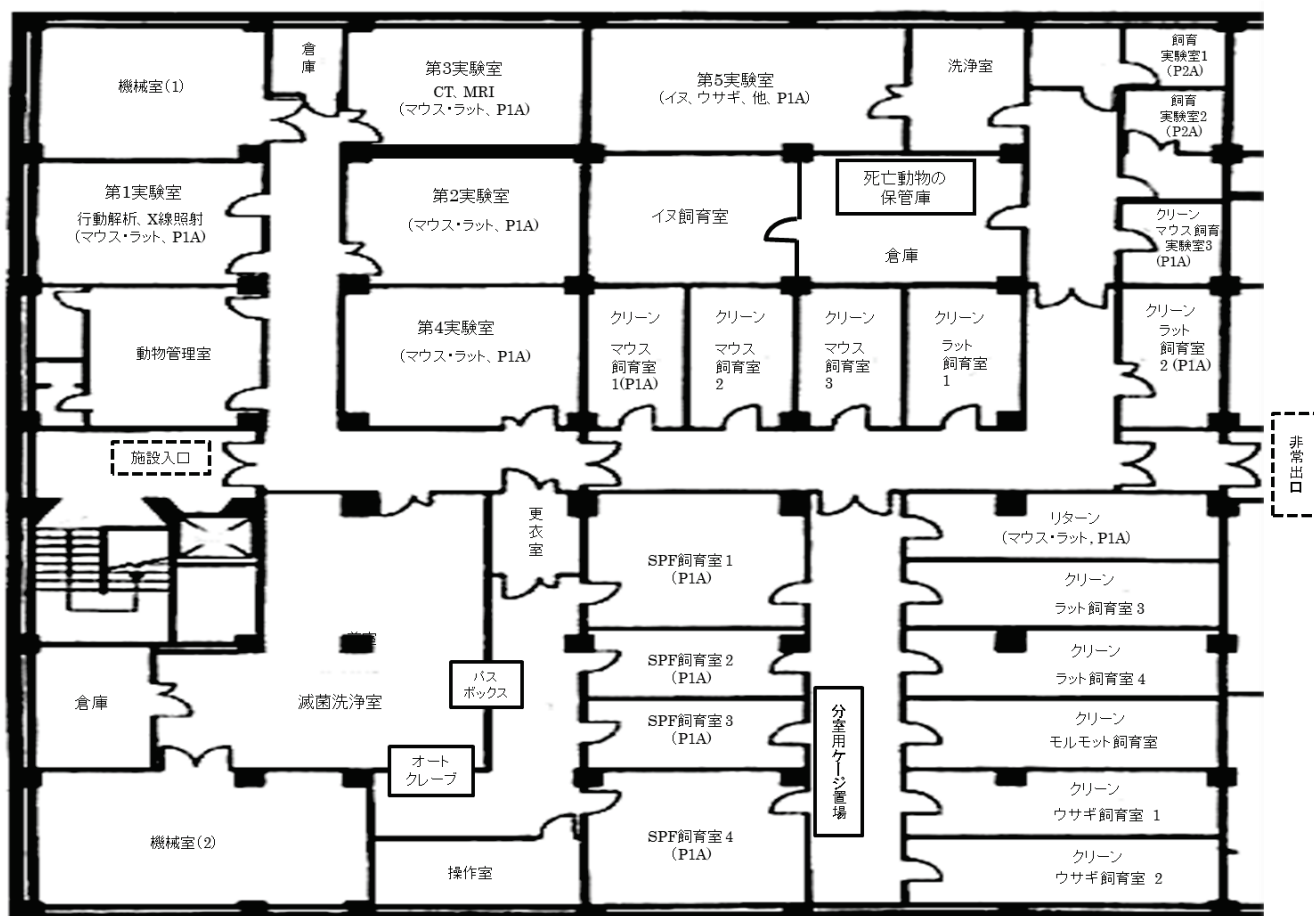 機械室(1)
倉
庫
第3実験室
CT、MRI
(マウス・ラット、P1A)
第5実験室
(イヌ、ウサギ、他、P1A)
洗浄室
飼育
実験室1
(P2A)
飼育
実験室2
(P2A)
第1実験室
行動解析、X線照射
(マウス・ラット、P1A)
第2実験室
(マウス・ラット、P1A)
イヌ飼育室
死亡動物の
保管庫
倉庫
クリーン
マウス飼育
実験室3
(P1A)
動物管理室
第4実験室
(マウス・ラット、P1A)
クリーン
マウス
飼育室
1(P1A)
クリーン
マウス
飼育室
2
クリーン
マウス
飼育室
3
クリーン
ラット
飼育室
1
クリーン
ラット
飼育室
2 (P1A)
施設入口
非常出口
更
衣
室
SPF飼育室1
(P1A)
リターン
(マウス・ラット, P1A)
クリーン
ラット飼育室 3
SPF飼育室2
(P1A)
クリーン
ラット飼育室 4
倉庫
滅菌洗浄室
パス
ボックス
SPF飼育室3
(P1A)
分室用ケージ置場
クリーン
モルモット飼育室
オート
クレーブ
クリーン
ウサギ飼育室 1
機械室(2)
操作室
SPF飼育室4
(P1A)
クリーン
ウサギ飼育室 2